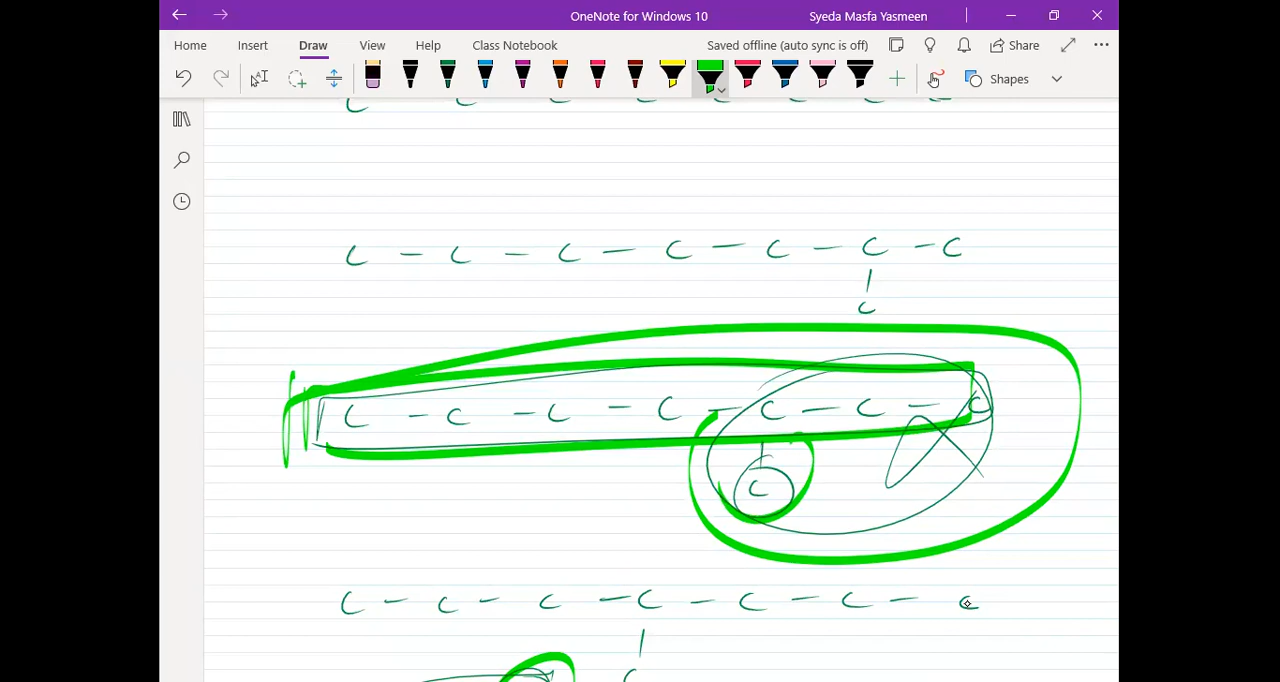 OneNote for Windows 10 Syeda Masfa Yasmeen
Home Insert Draw View Help Class Notebook Saved offline (auto sync is off) Share
Shapes
C - C - C - C - C - C - C
|
C
C - C - C - C - C - C - C
|
C
C - C - C - C - C - C - C
|